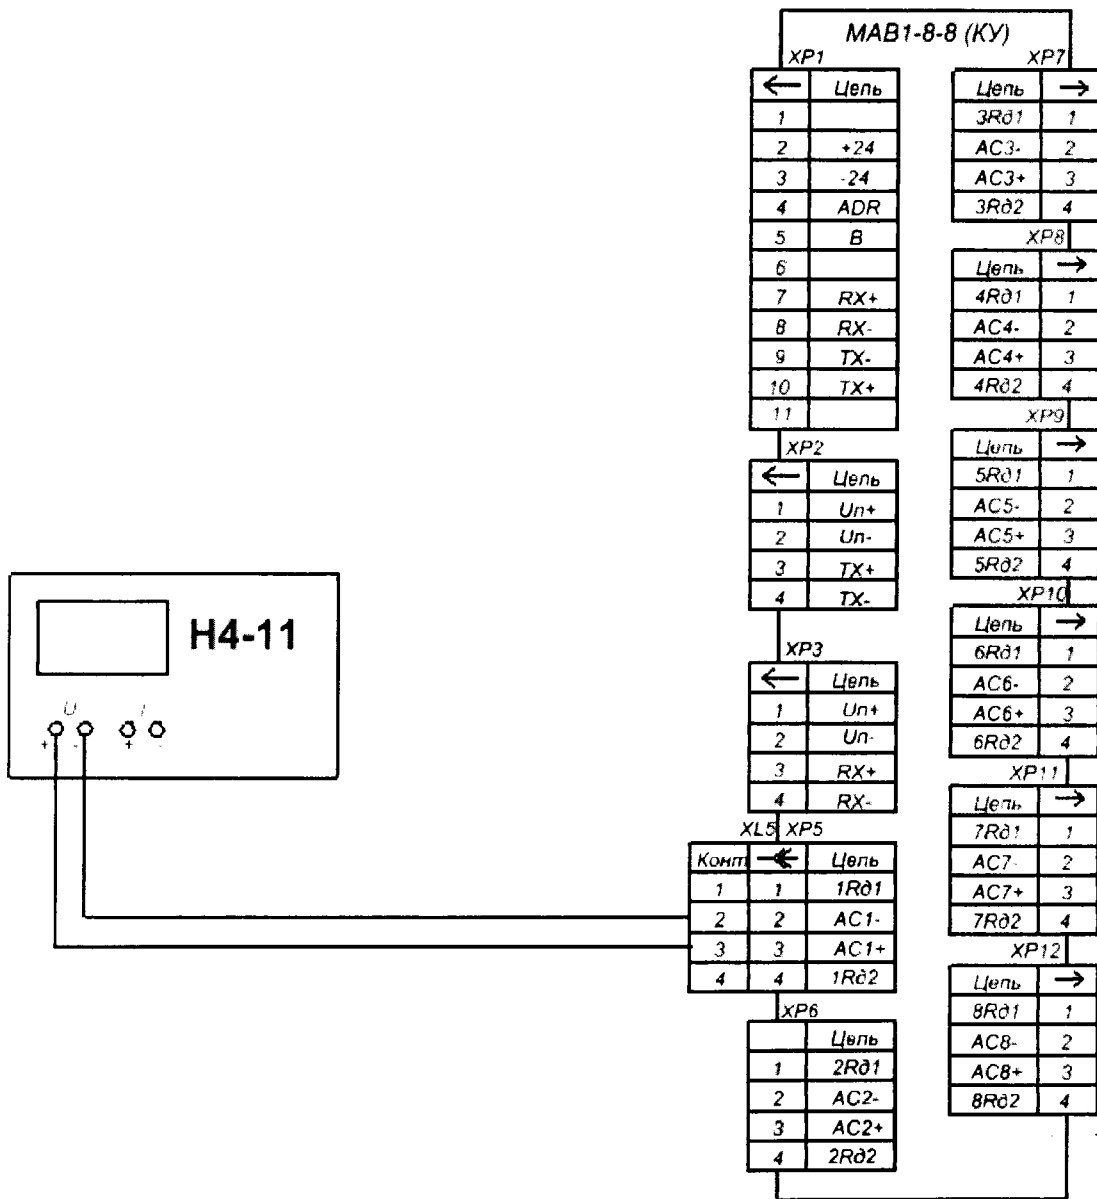 МАВ1-8-8 (КУ)
XP1
← Цепь
1
2 +24
3 -24
4 ADR
5 B
6
7 RX+
8 RX-
9 TX-
10 TX+
11
XP2
← Цепь
1 Un+
2 Un-
3 TX+
4 TX-
XP3
← Цепь
1 Un+
2 Un-
3 RX+
4 RX-
XL5 XP5
Конт Цепь
1 1 1Rд1
2 2 AC1-
3 3 AC1+
4 4 1Rд2
XP6
Цепь
1 2Rд1
2 AC2-
3 AC2+
4 2Rд2
XP7
Цепь →
3Rд1 1
AC3- 2
AC3+ 3
3Rд2 4
XP8
Цепь →
4Rд1 1
AC4- 2
AC4+ 3
4Rд2 4
XP9
Цепь →
5Rд1 1
AC5- 2
AC5+ 3
5Rд2 4
XP10
Цепь →
6Rд1 1
AC6- 2
AC6+ 3
6Rд2 4
XP11
Цепь →
7Rд1 1
AC7- 2
AC7+ 3
7Rд2 4
XP12
Цепь →
8Rд1 1
AC8- 2
AC8+ 3
8Rд2 4
Н4-11
U I
+ - + -